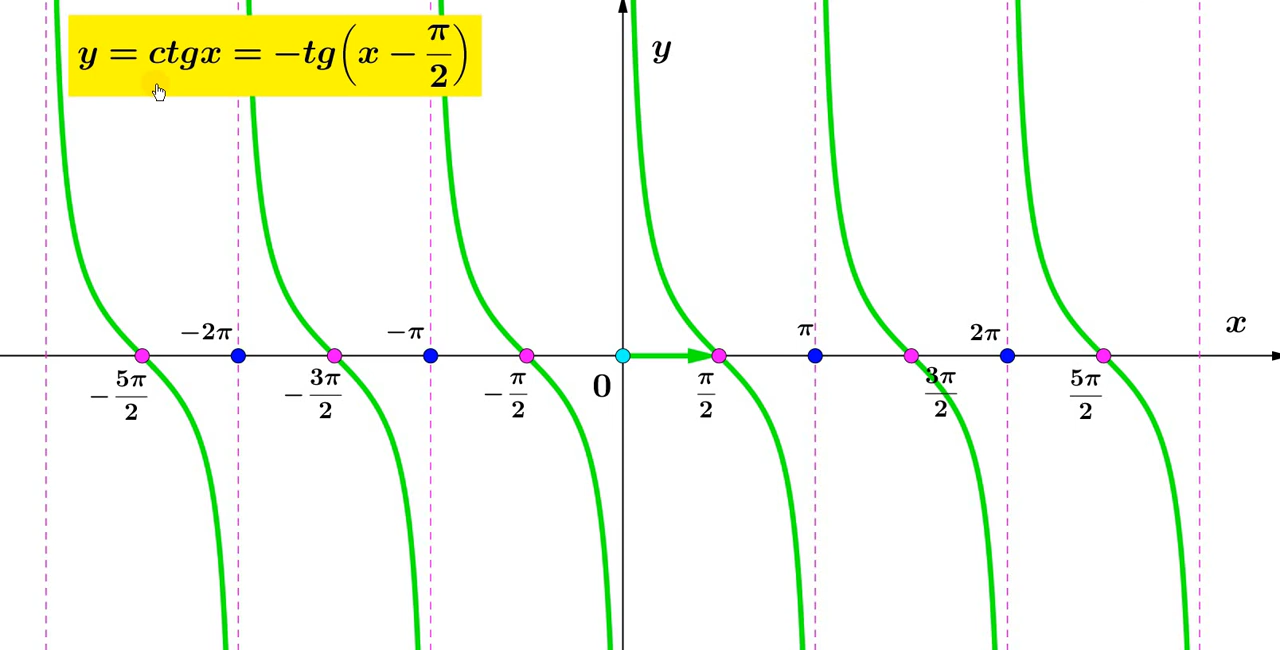 y = ctgx = −tg(x − π/2)
y
x
−2π
−π
π
2π
−5π/2
−3π/2
−π/2
0
π/2
3π/2
5π/2